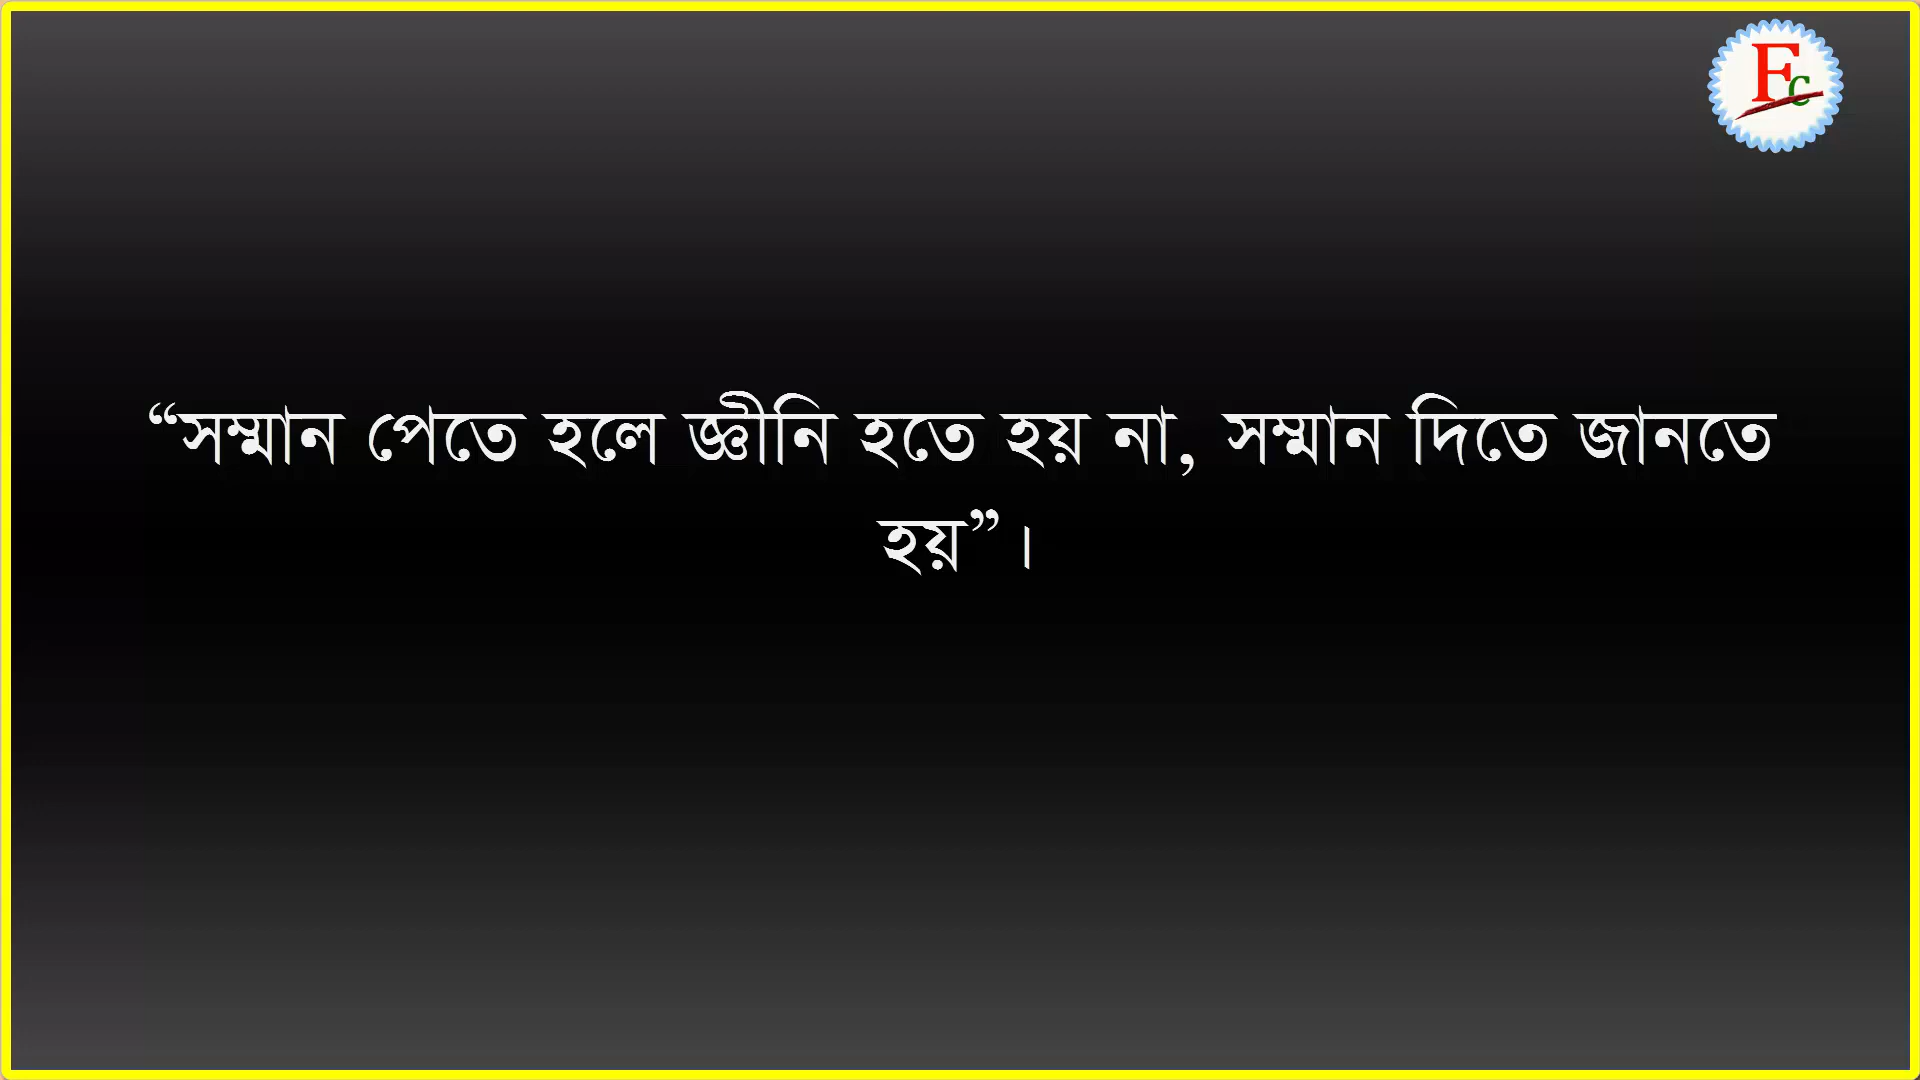 Fc
“সম্মান পেতে হলে জ্ঞীনি হতে হয় না, সম্মান দিতে জানতে
হয়”।